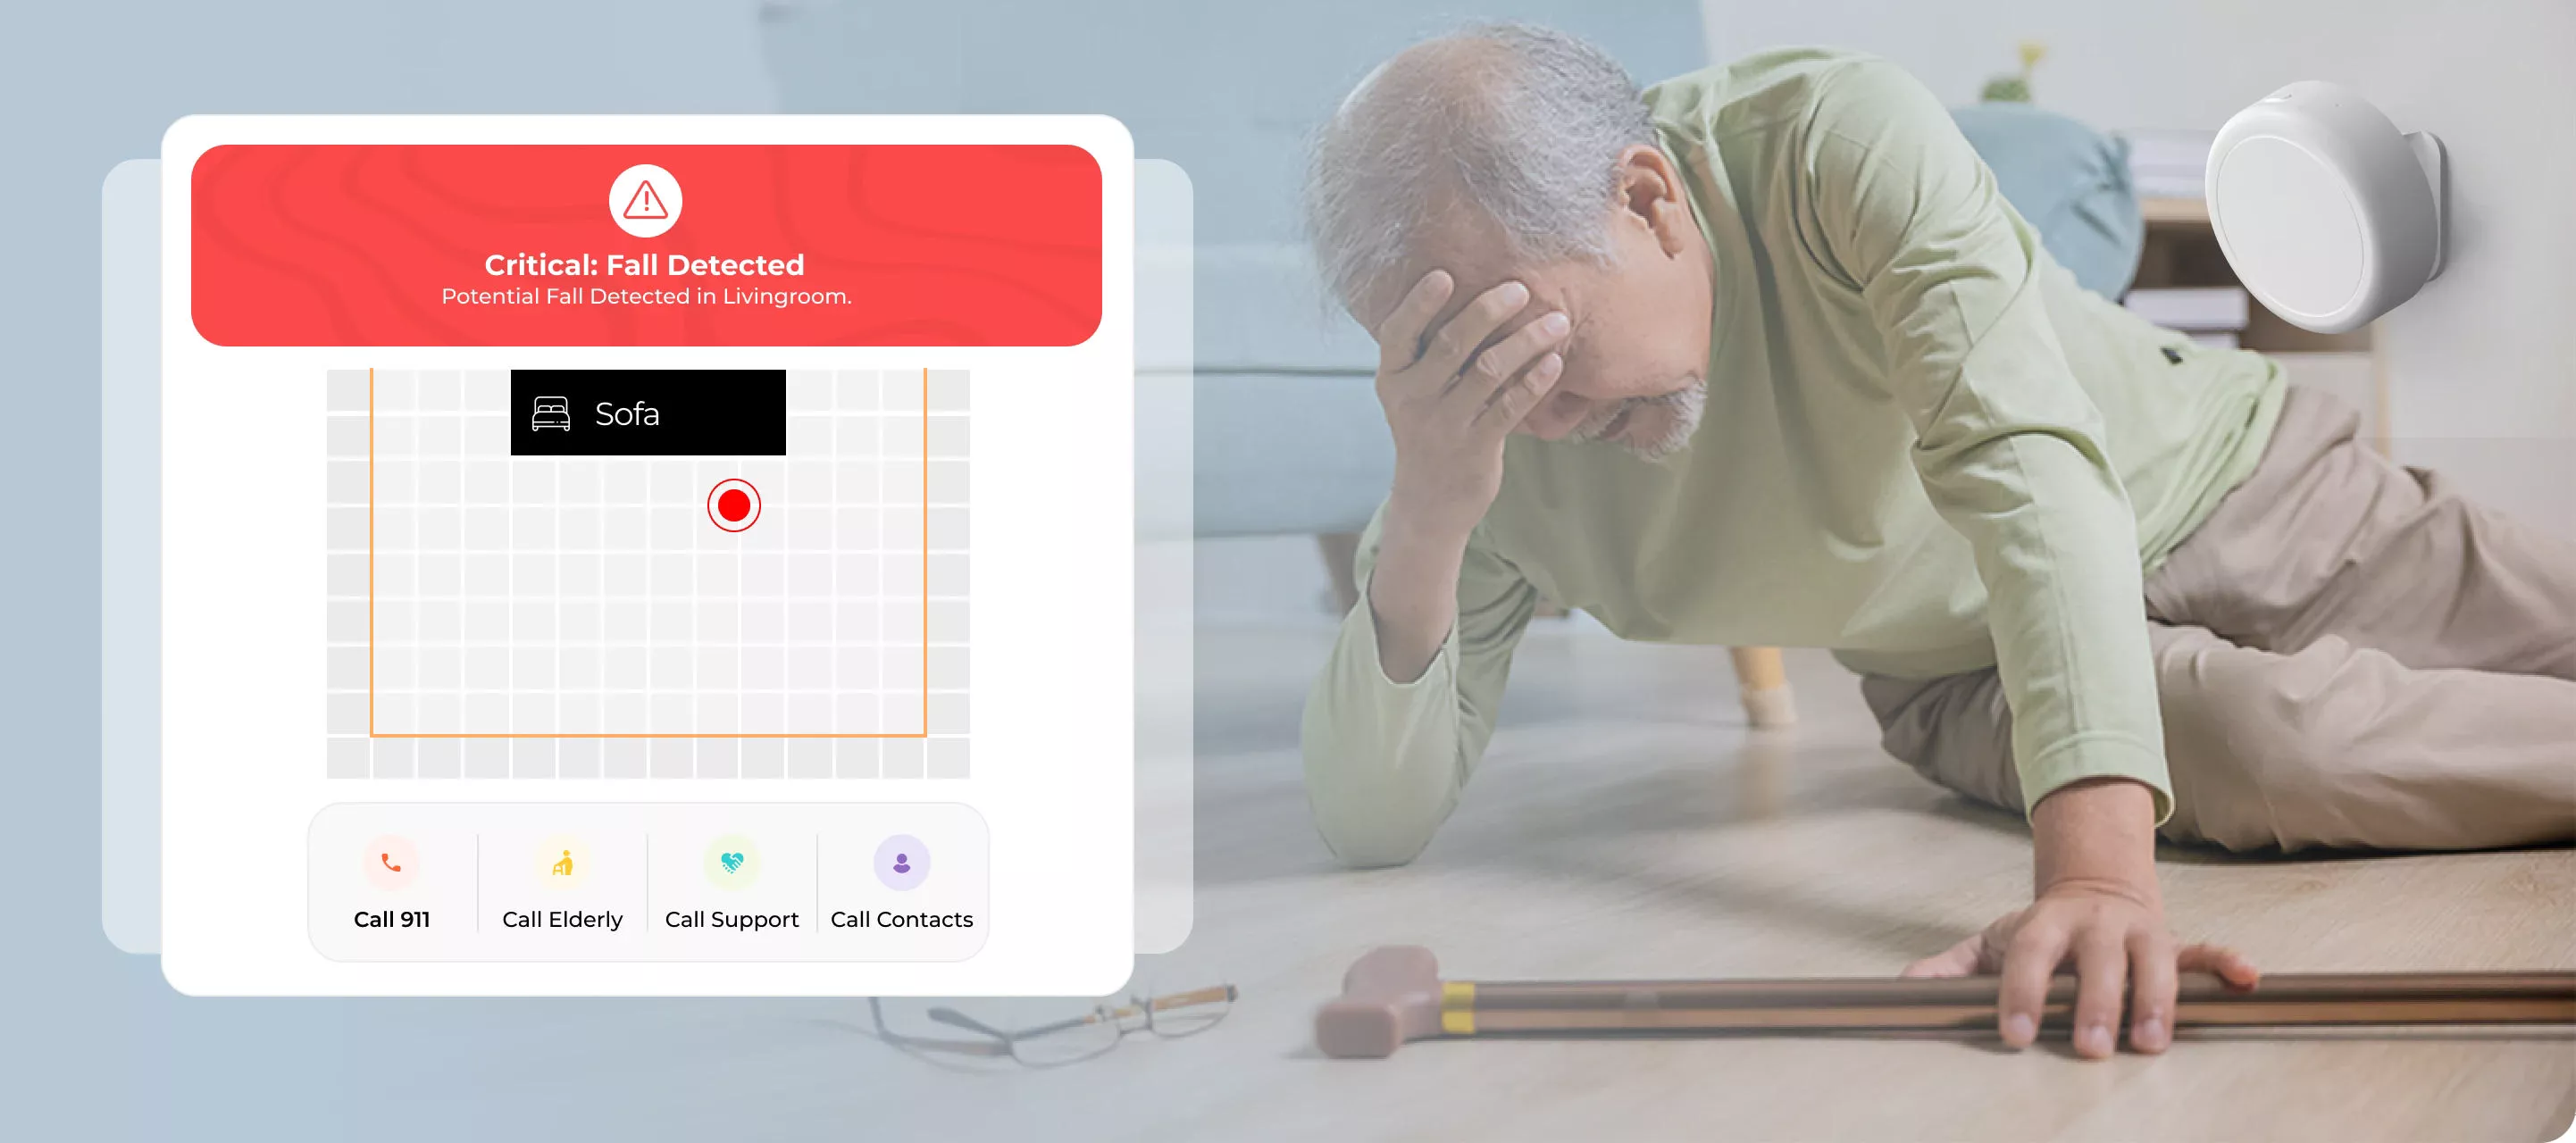 Critical: Fall Detected
Potential Fall Detected in Livingroom.
Sofa
Call 911
Call Elderly
Call Support
Call Contacts